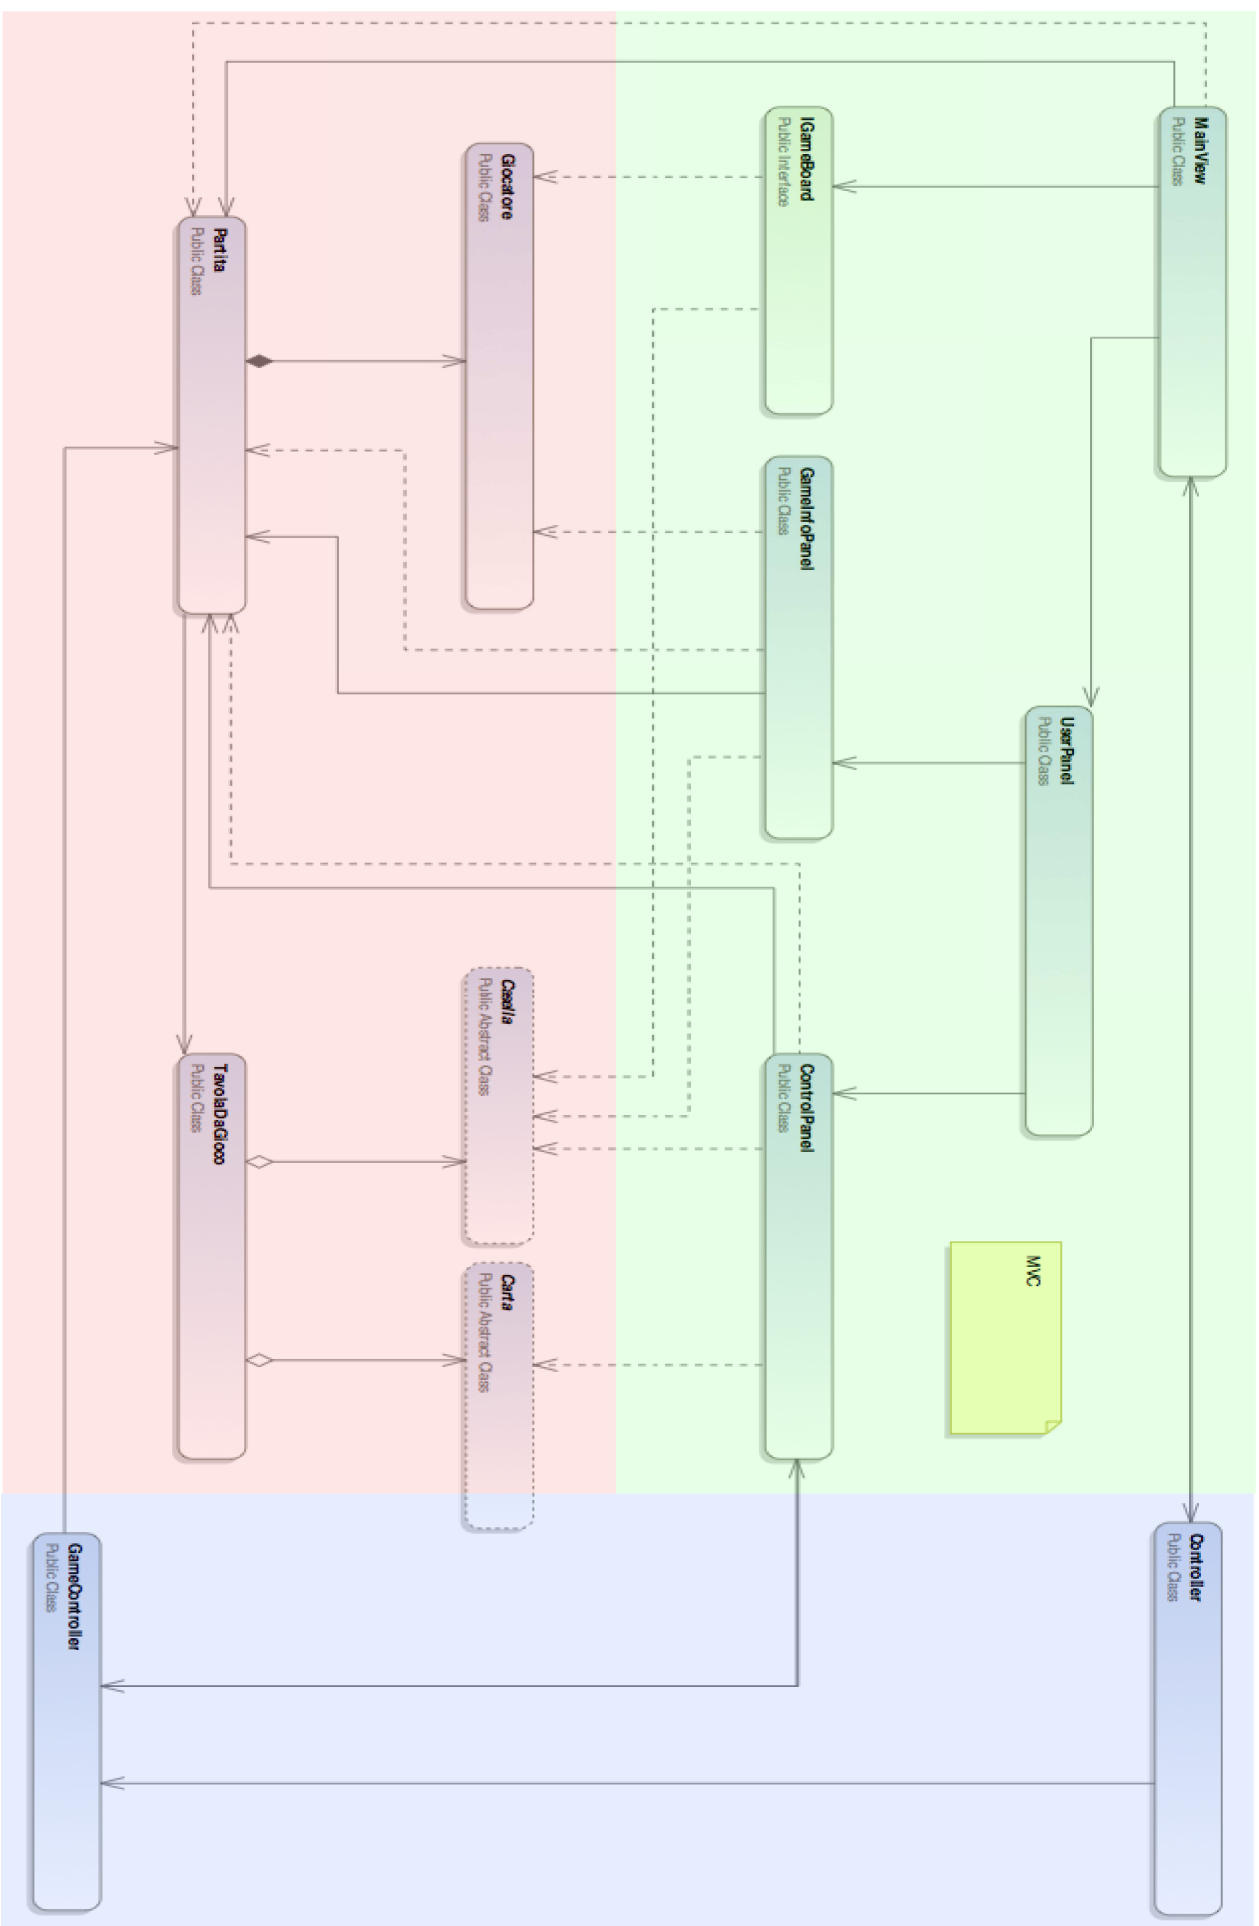 MainView
Public Class
IGameBoard
Public Interface
Giocatore
Public Class
Partita
Public Class
GameInfoPanel
Public Class
UserPanel
Public Class
Casella
Public Abstract Class
ControlPanel
Public Class
TavolaDaGioco
Public Class
Carta
Public Abstract Class
MVC
Controller
Public Class
GameController
Public Class